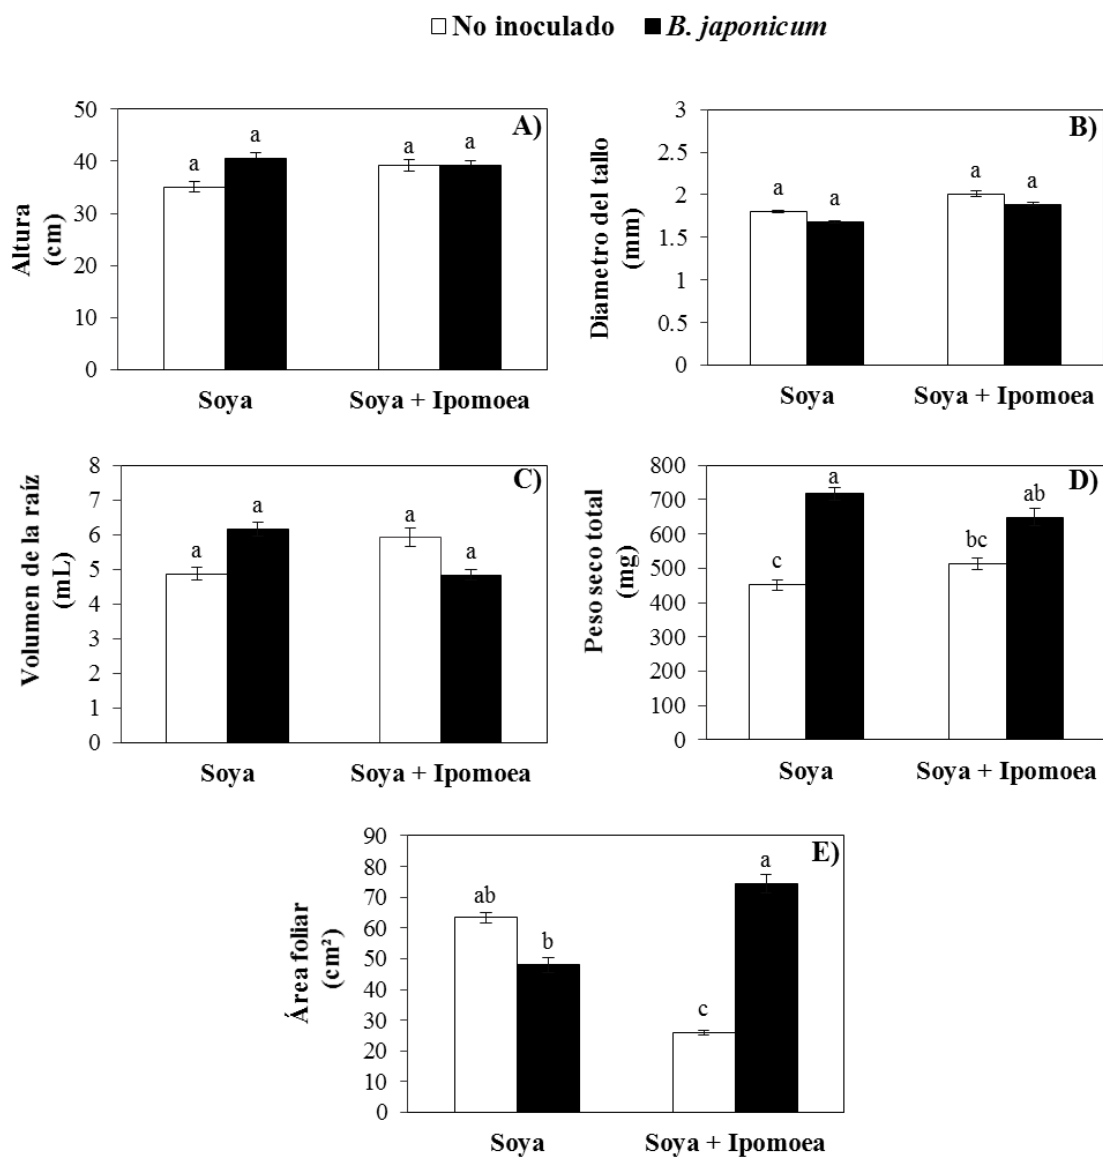 No inoculado B. japonicum
A)
Altura
(cm)
50
40
30
20
10
0
a
a
a
a
Soya
Soya + Ipomoea
B)
Diametro del tallo
(mm)
3
2.5
2
1.5
1
0.5
0
a
a
a
a
Soya
Soya + Ipomoea
C)
Volumen de la raíz
(mL)
8
7
6
5
4
3
2
1
0
a
a
a
a
Soya
Soya + Ipomoea
D)
Peso seco total
(mg)
800
700
600
500
400
300
200
100
0
c
a
bc
ab
Soya
Soya + Ipomoea
E)
Área foliar
(cm²)
90
80
70
60
50
40
30
20
10
0
ab
b
c
a
Soya
Soya + Ipomoea